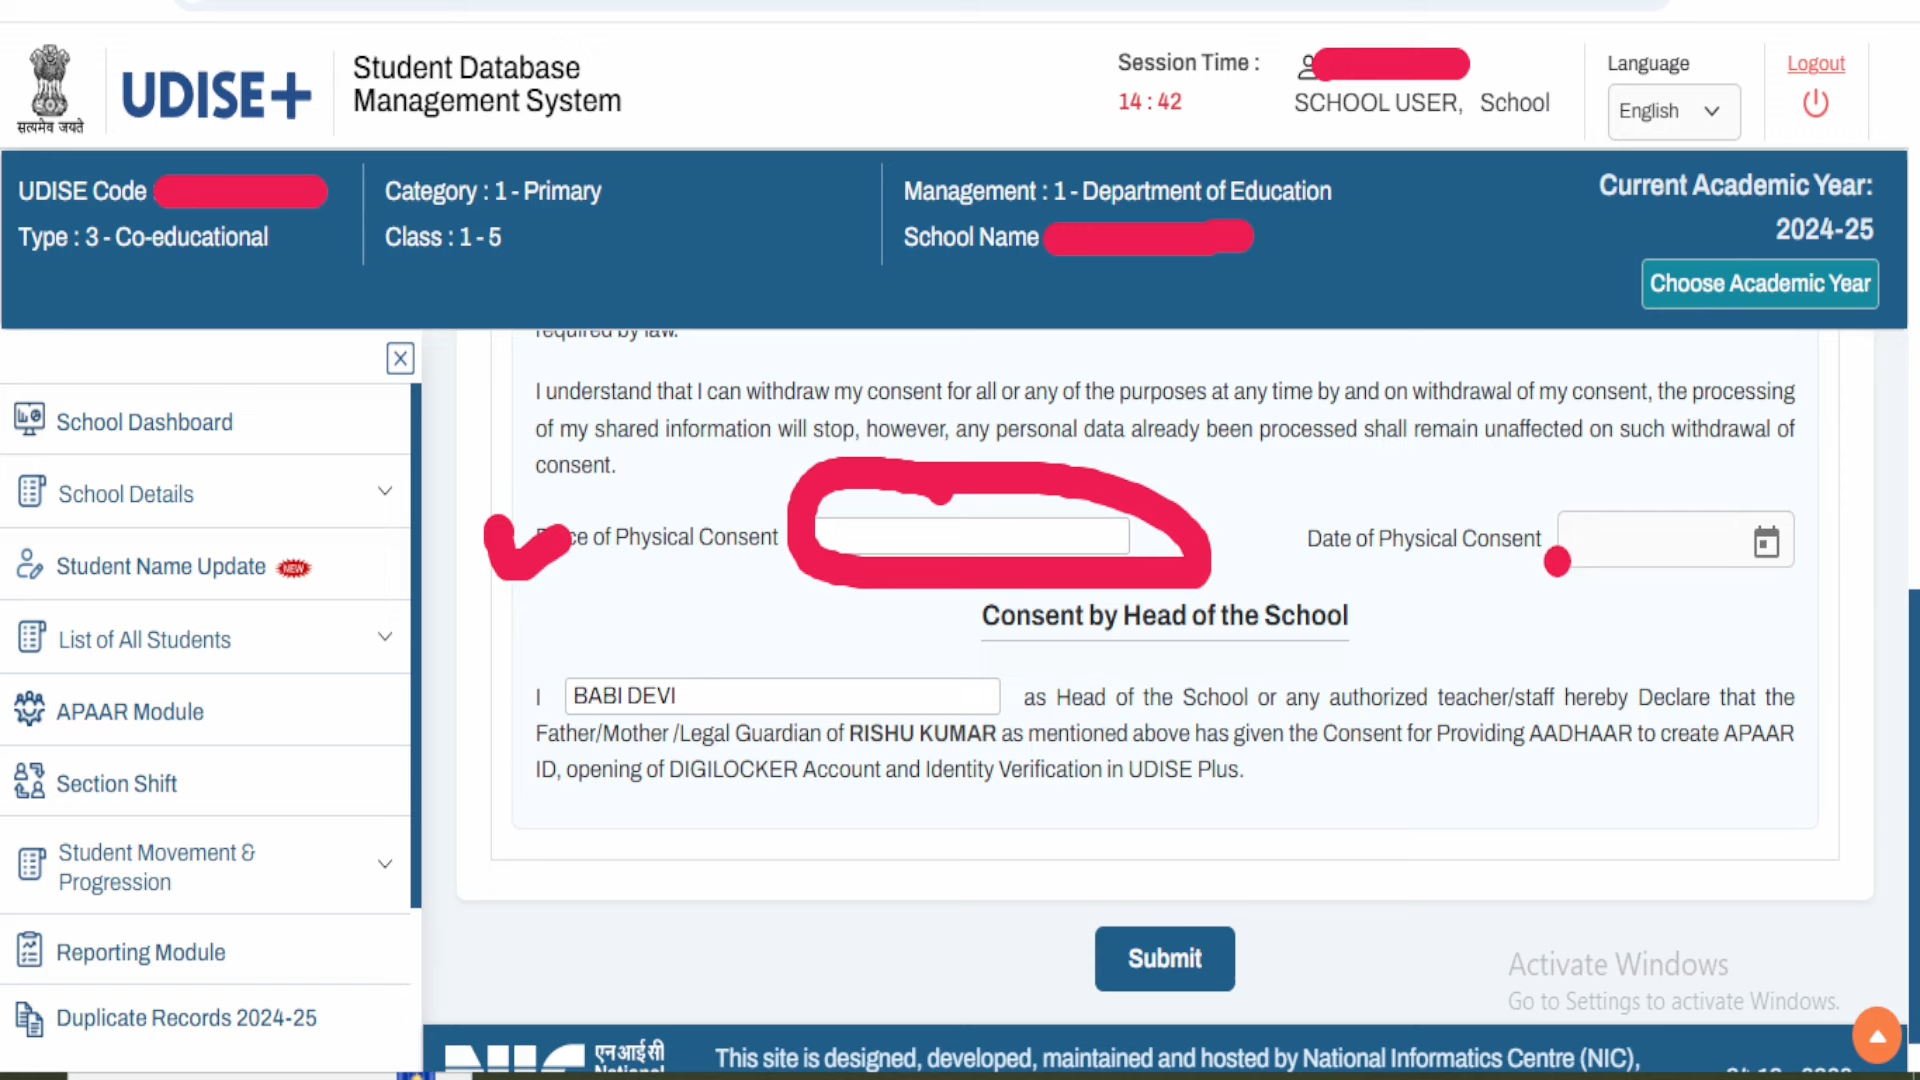 सत्यमेव जयते
UDISE+
Student Database
Management System
Session Time :
14 : 42
SCHOOL USER, School
Language
English
Logout
UDISE Code
Type : 3 - Co-educational
Category : 1 - Primary
Class : 1 - 5
Management : 1 - Department of Education
School Name
Current Academic Year:
2024-25
Choose Academic Year
School Dashboard
School Details
Student Name Update NEW
List of All Students
APAAR Module
Section Shift
Student Movement &
Progression
Reporting Module
Duplicate Records 2024-25
required by law.
I understand that I can withdraw my consent for all or any of the purposes at any time by and on withdrawal of my consent, the processing
of my shared information will stop, however, any personal data already been processed shall remain unaffected on such withdrawal of
consent.
of Physical Consent
Date of Physical Consent
Consent by Head of the School
I BABI DEVI as Head of the School or any authorized teacher/staff hereby Declare that the
Father/Mother /Legal Guardian of RISHU KUMAR as mentioned above has given the Consent for Providing AADHAAR to create APAAR
ID, opening of DIGILOCKER Account and Identity Verification in UDISE Plus.
Submit
Activate Windows
Go to Settings to activate Windows.
एनआईसी
National
This site is designed, developed, maintained and hosted by National Informatics Centre (NIC),